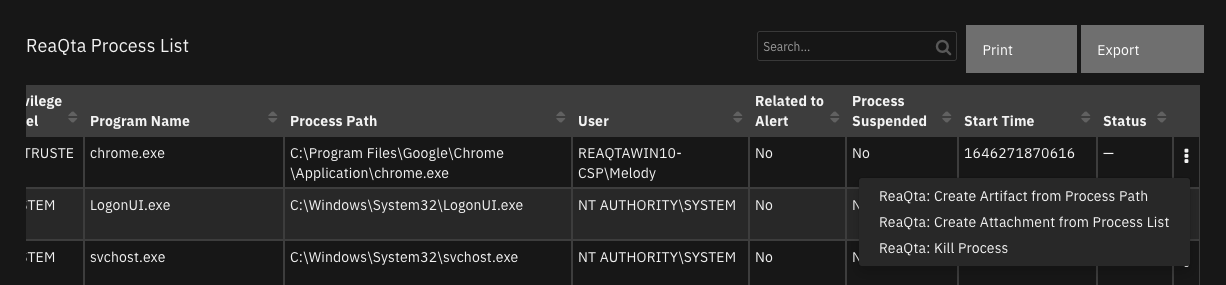 ReaQta Process List
Search...
Print
Export
vilege
el
Program Name
Process Path
User
Related to
Alert
Process
Suspended
Start Time
Status
TRUSTE
chrome.exe
C:\Program Files\Google\Chrome
\Application\chrome.exe
REAQTAWIN10-
CSP\Melody
No
No
1646271870616
—
STEM
LogonUI.exe
C:\Windows\System32\LogonUI.exe
NT AUTHORITY\SYSTEM
No
ReaQta: Create Artifact from Process Path
ReaQta: Create Attachment from Process List
ReaQta: Kill Process
STEM
svchost.exe
C:\Windows\System32\svchost.exe
NT AUTHORITY\SYSTEM
No